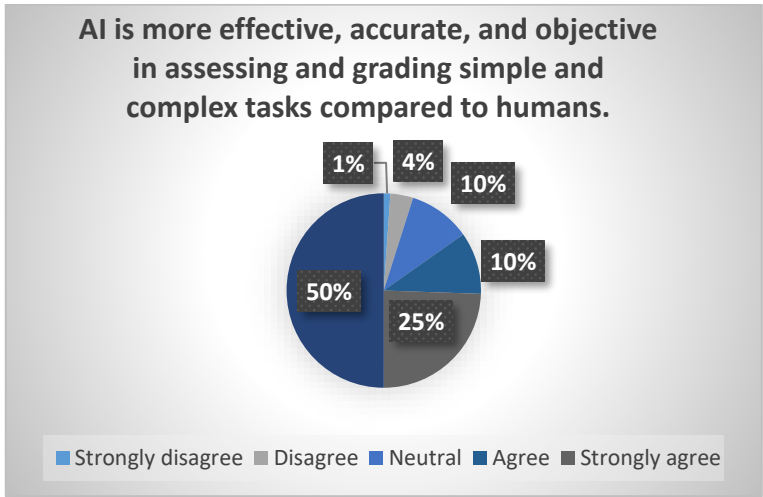 AI is more effective, accurate, and objective
in assessing and grading simple and
complex tasks compared to humans.
1%
4%
10%
10%
50%
25%
Strongly disagree Disagree Neutral Agree Strongly agree